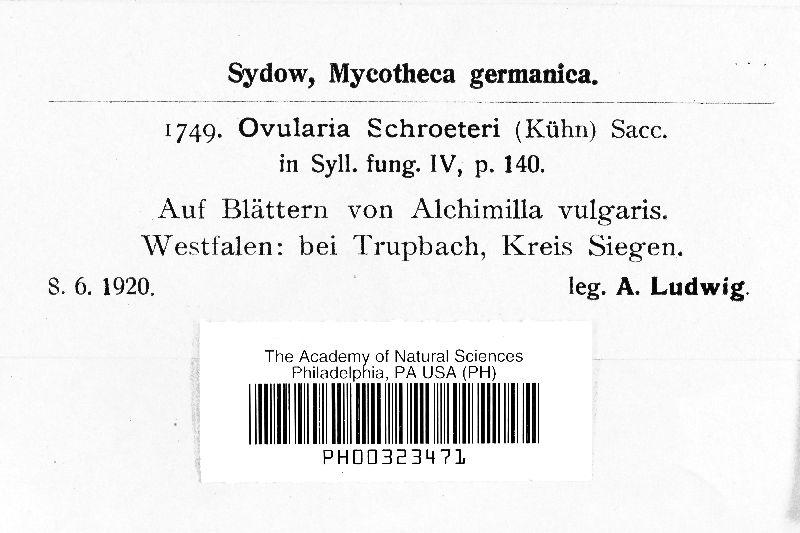 Sydow, Mycotheca germanica.
1749. Ovularia Schroeteri (Kühn) Sacc.
in Syll. fung. IV, p. 140.
Auf Blättern von Alchimilla vulgaris.
Westfalen: bei Trupbach, Kreis Siegen.
8. 6. 1920. leg. A. Ludwig.
The Academy of Natural Sciences
Philadelphia, PA USA (PH)
PH00323471